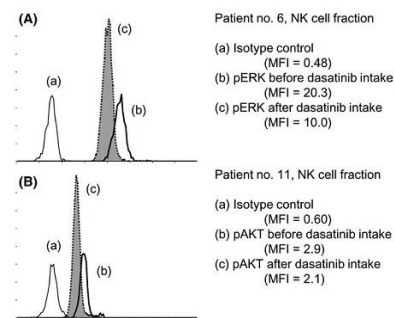 (A)
(a)
(b)
(c)
Patient no. 6, NK cell fraction
(a) Isotype control
(MFI = 0.48)
(b) pERK before dasatinib intake
(MFI = 20.3)
(c) pERK after dasatinib intake
(MFI = 10.0)
(B)
(a)
(b)
(c)
Patient no. 11, NK cell fraction
(a) Isotype control
(MFI = 0.60)
(b) pAKT before dasatinib intake
(MFI = 2.9)
(c) pAKT after dasatinib intake
(MFI = 2.1)